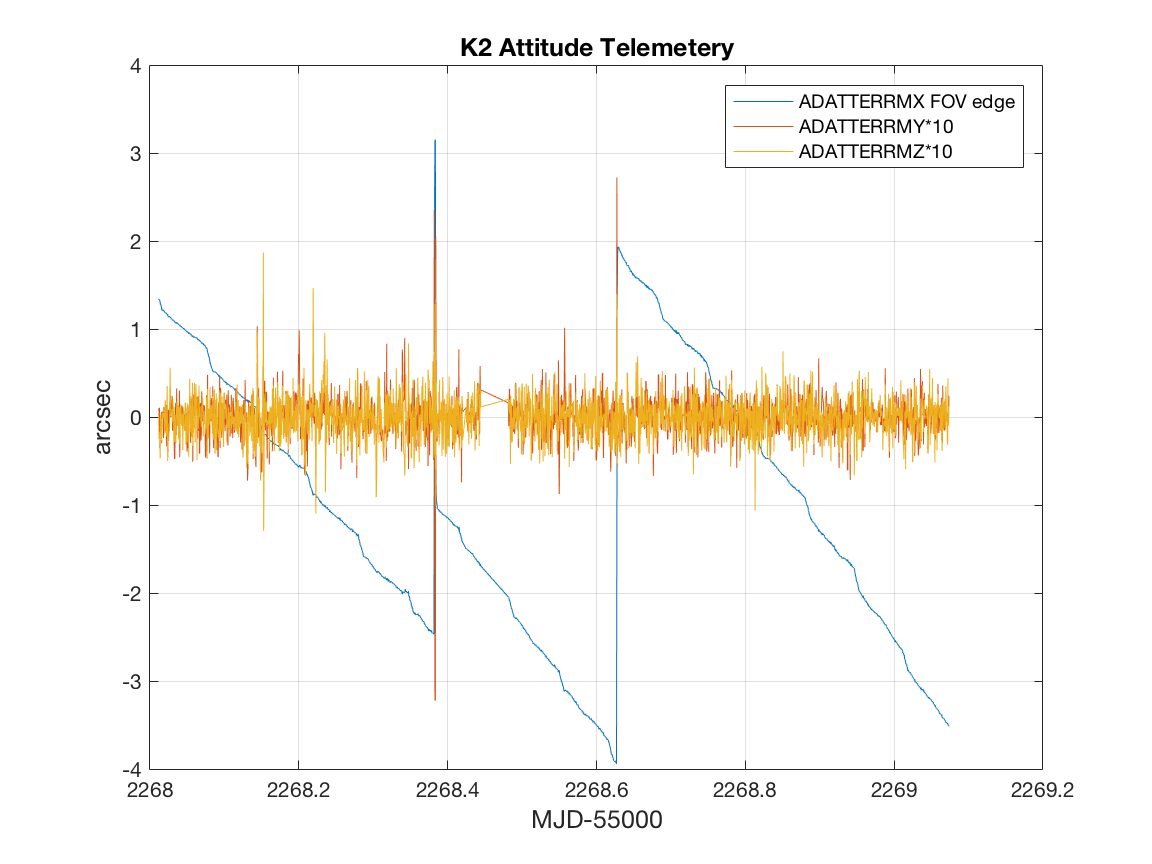 K2 Attitude Telemetery
ADATTERRMX FOV edge
ADATTERRMY*10
ADATTERRMZ*10
4
3
2
1
0
-1
-2
-3
-4
arcsec
2268 2268.2 2268.4 2268.6 2268.8 2269 2269.2
MJD-55000